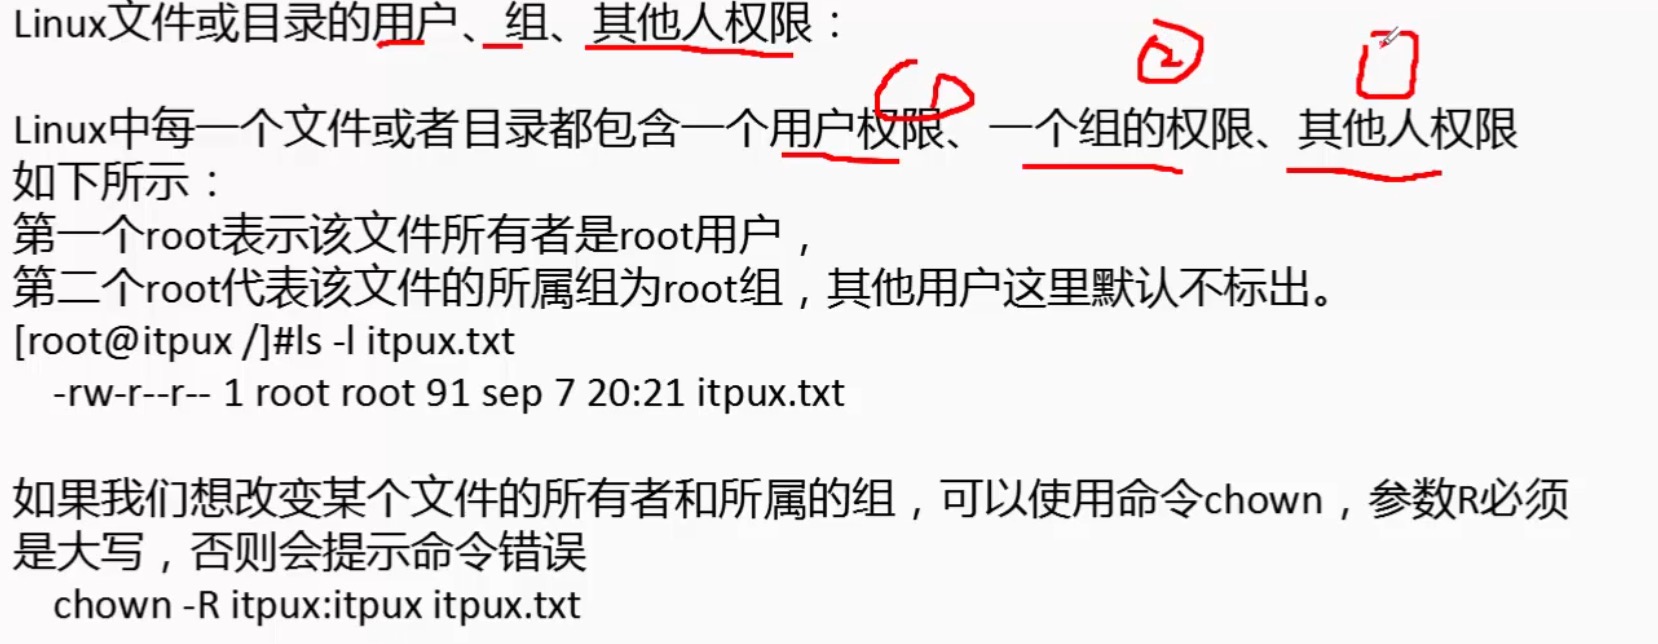 Linux文件或目录的用户、组、其他人权限：
② 
Linux中每一个文件或者目录都包含一个用户权限、一个组的权限、其他人权限
如下所示：
第一个root表示该文件所有者是root用户，
第二个root代表该文件的所属组为root组，其他用户这里默认不标出。
[root@itpux /]#ls -l itpux.txt
-rw-r--r-- 1 root root 91 sep 7 20:21 itpux.txt
如果我们想改变某个文件的所有者和所属的组，可以使用命令chown，参数R必须
是大写，否则会提示命令错误
chown -R itpux:itpux itpux.txt